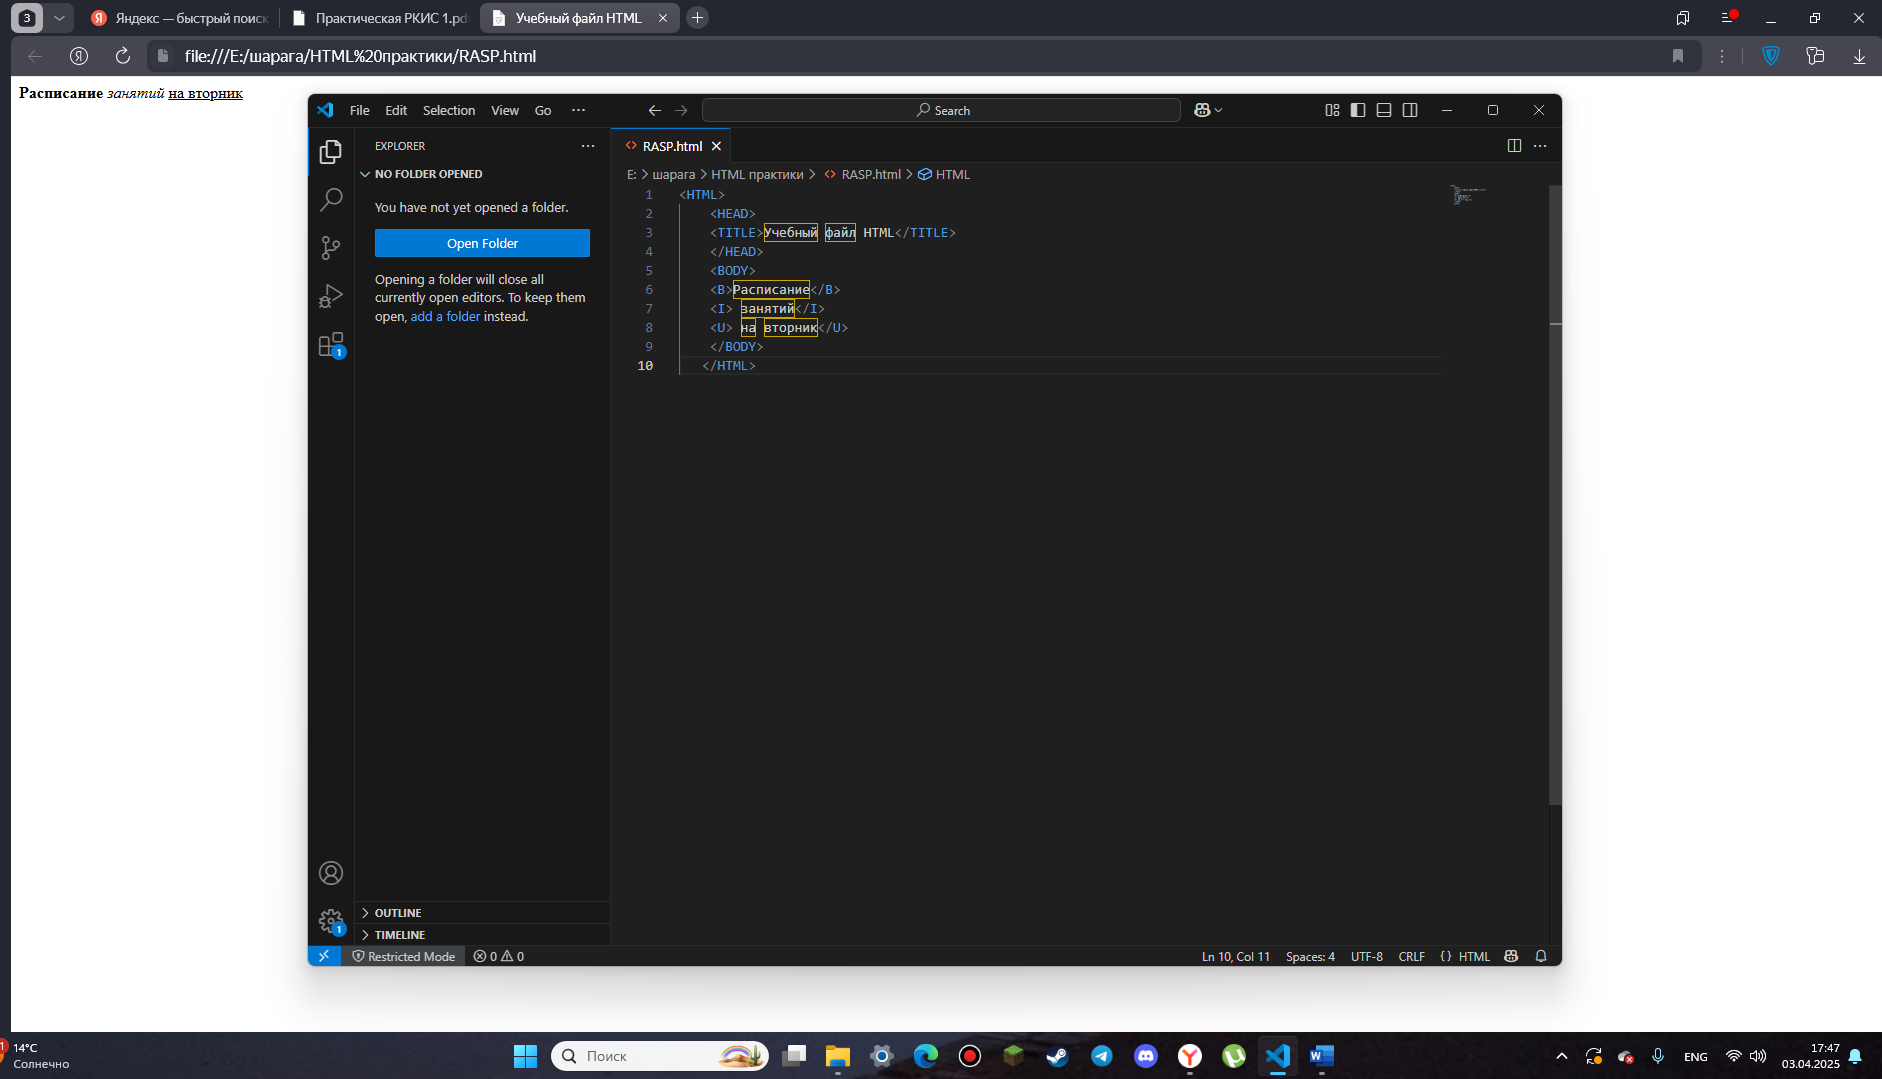 3
Яндекс — быстрый поиск
Практическая РКИС 1.pdf
Учебный файл HTML
file:///E:/шарага/HTML%20практики/RASP.html
Расписание занятий на вторник
File Edit Selection View Go ··· Search
EXPLORER
NO FOLDER OPENED
You have not yet opened a folder.
Open Folder
Opening a folder will close all
currently open editors. To keep them
open, add a folder instead.
1
OUTLINE
1
TIMELINE
RASP.html
E: > шарага > HTML практики > RASP.html > HTML
1 <HTML>
2 <HEAD>
3 <TITLE>Учебный файл HTML</TITLE>
4 </HEAD>
5 <BODY>
6 <B>Расписание</B>
7 <I> занятий</I>
8 <U> на вторник</U>
9 </BODY>
10 </HTML>
Restricted Mode 0 0 Ln 10, Col 11 Spaces: 4 UTF-8 CRLF {} HTML
1
14°C
Солнечно
Поиск
ENG
17:47
03.04.2025